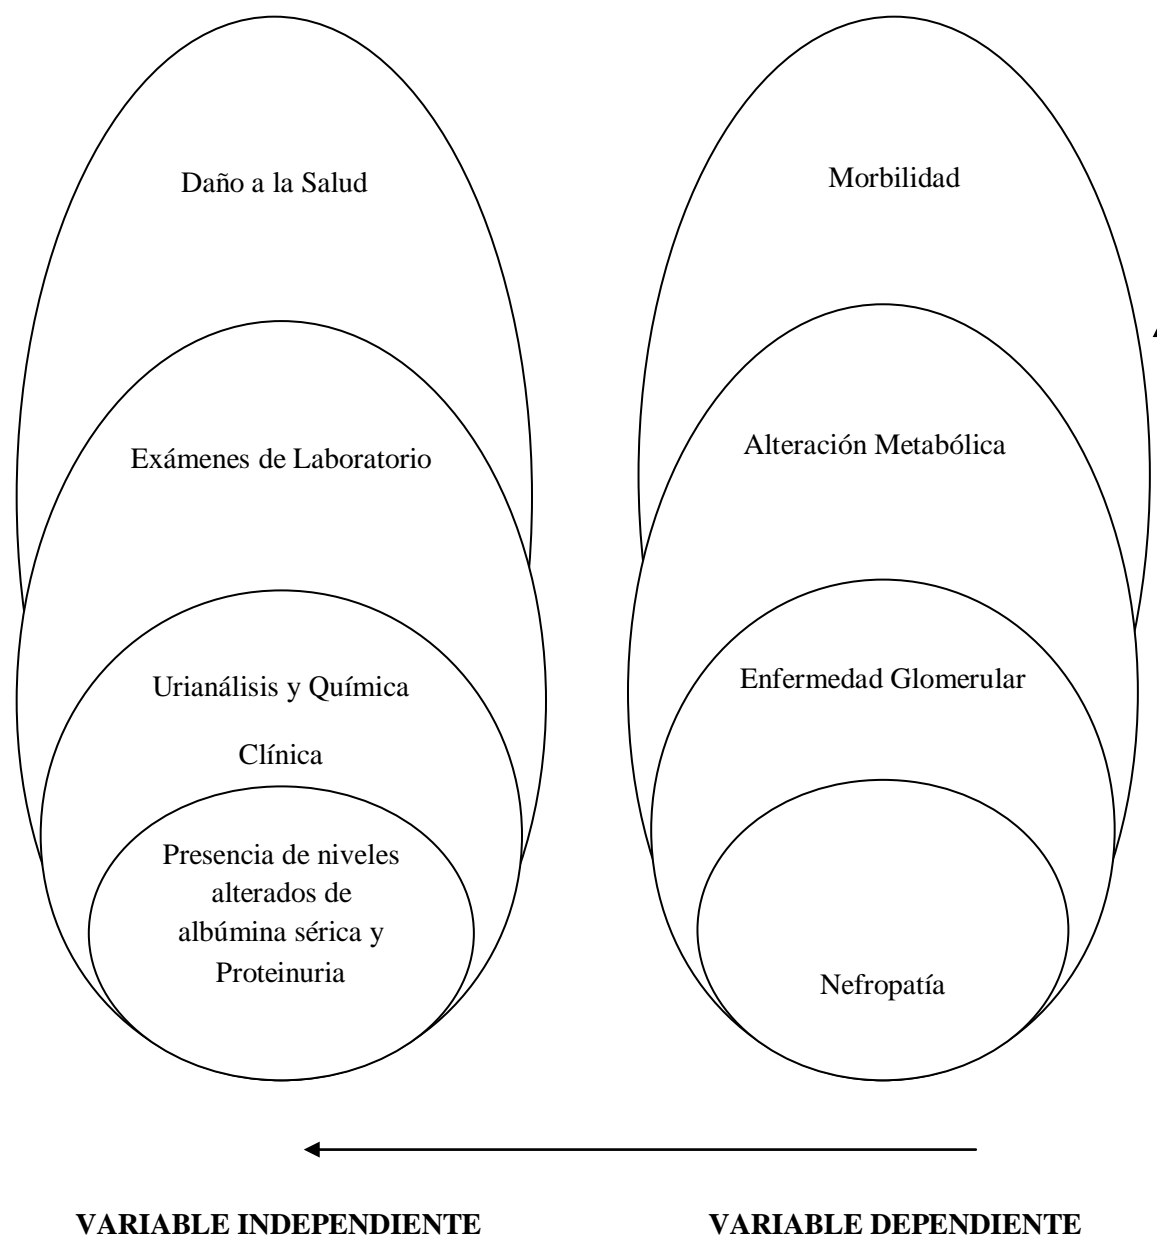 Daño a la Salud
Exámenes de Laboratorio
Urianálisis y Química
Clínica
Presencia de niveles
alterados de
albúmina sérica y
Proteinuria
VARIABLE INDEPENDIENTE
Morbilidad
Alteración Metabólica
Enfermedad Glomerular
Nefropatía
VARIABLE DEPENDIENTE